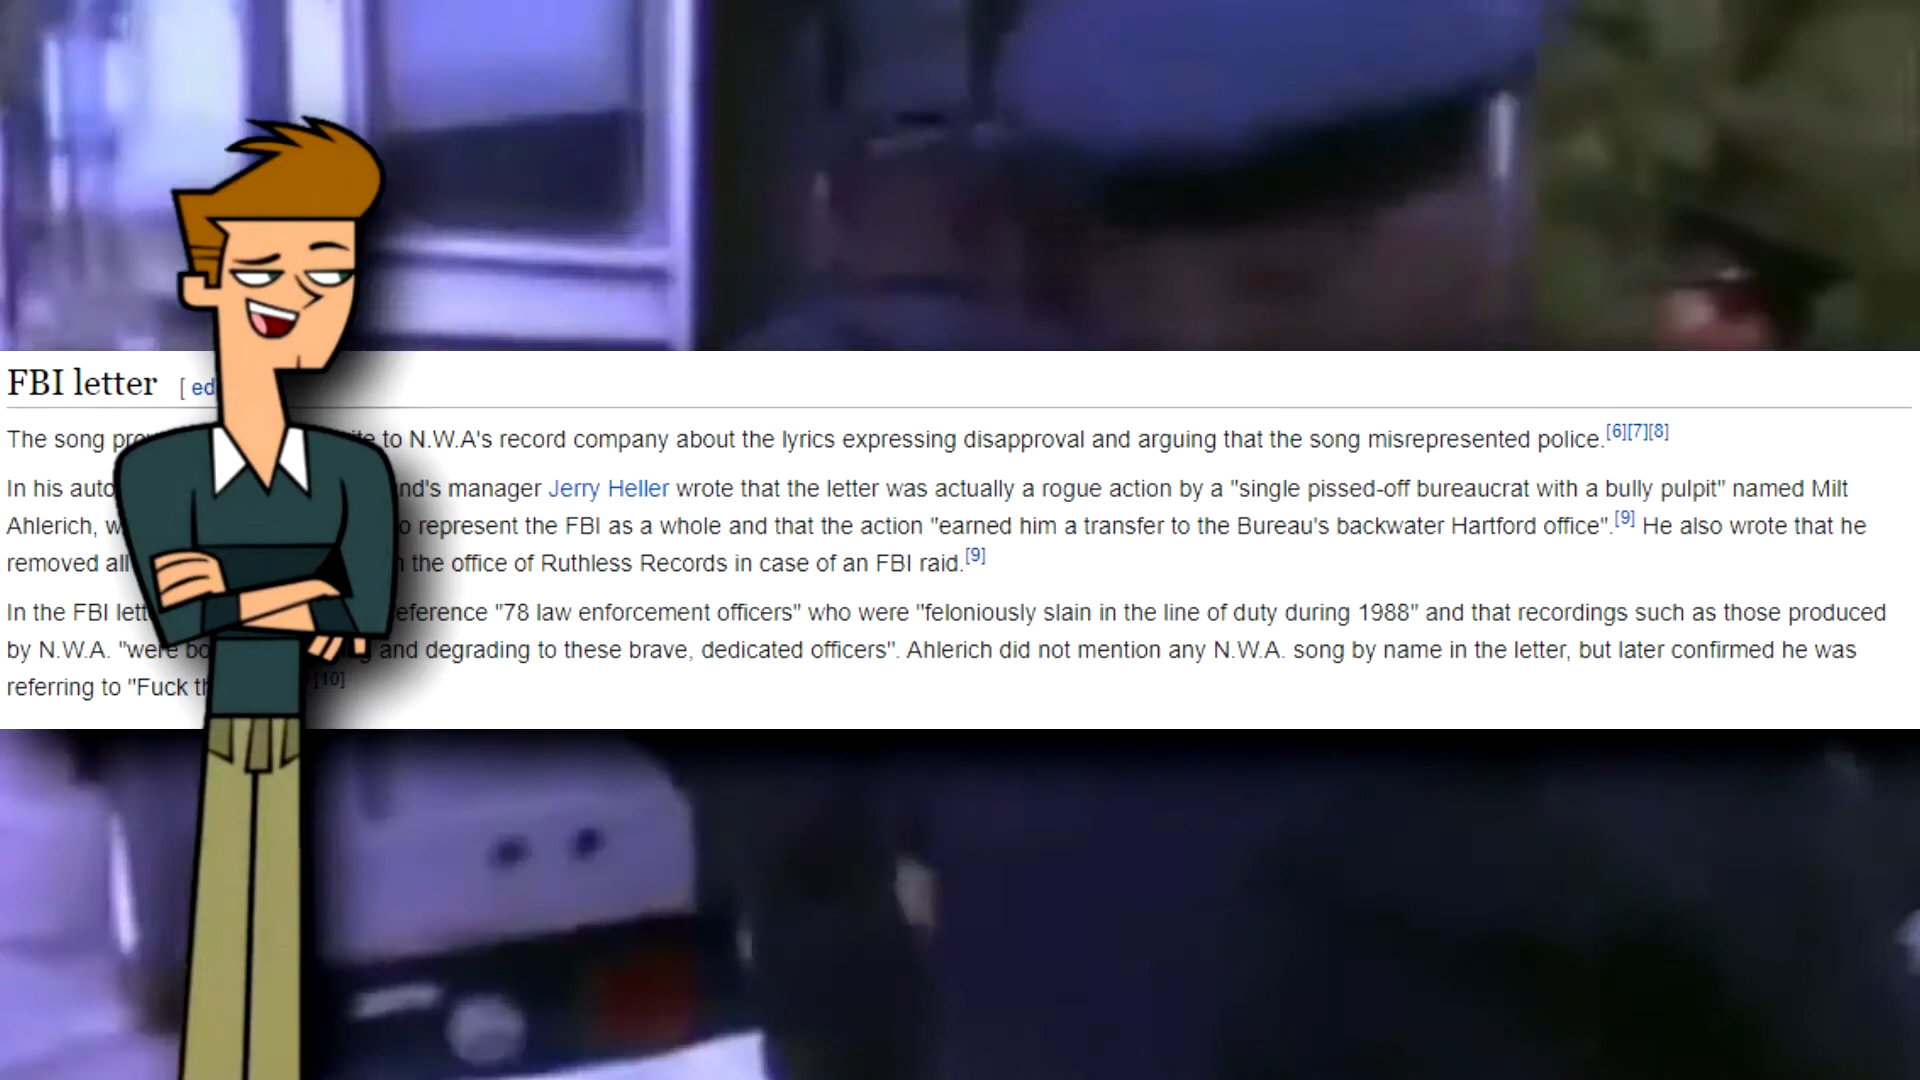 FBI letter [ ed
The song pro te to N.W.A's record company about the lyrics expressing disapproval and arguing that the song misrepresented police.[6][7][8]
In his auto nd's manager Jerry Heller wrote that the letter was actually a rogue action by a "single pissed-off bureaucrat with a bully pulpit" named Milt
Ahlerich, w o represent the FBI as a whole and that the action "earned him a transfer to the Bureau's backwater Hartford office".[9] He also wrote that he
removed all the office of Ruthless Records in case of an FBI raid.[9]
In the FBI lett eference "78 law enforcement officers" who were "feloniously slain in the line of duty during 1988" and that recordings such as those produced
by N.W.A. "were bo g and degrading to these brave, dedicated officers". Ahlerich did not mention any N.W.A. song by name in the letter, but later confirmed he was
referring to "Fuck th [10]